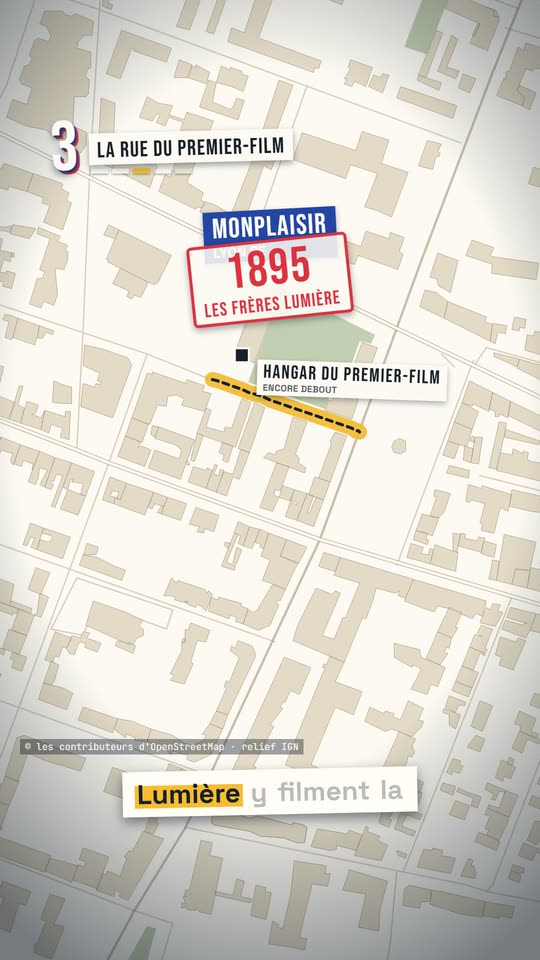 3
LA RUE DU PREMIER-FILM
MONPLAISIR
1895
LES FRÈRES LUMIÈRE
HANGAR DU PREMIER-FILM
ENCORE DEBOUT
© les contributeurs d'OpenStreetMap · relief IGN
Lumière y filment la